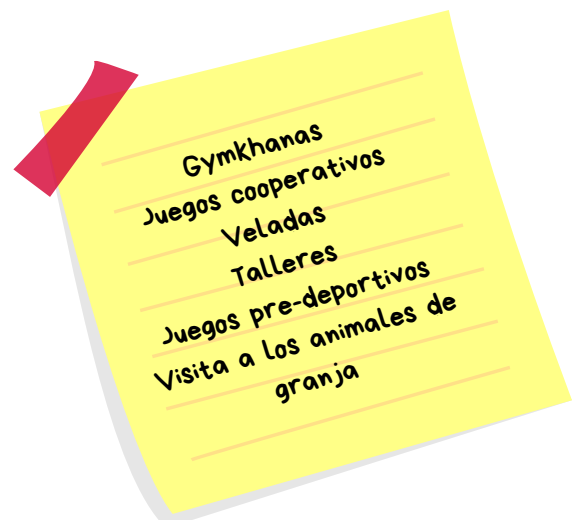 Gymkhanas
Juegos cooperativos
Veladas
Talleres
Juegos pre-deportivos
Visita a los animales de
granja